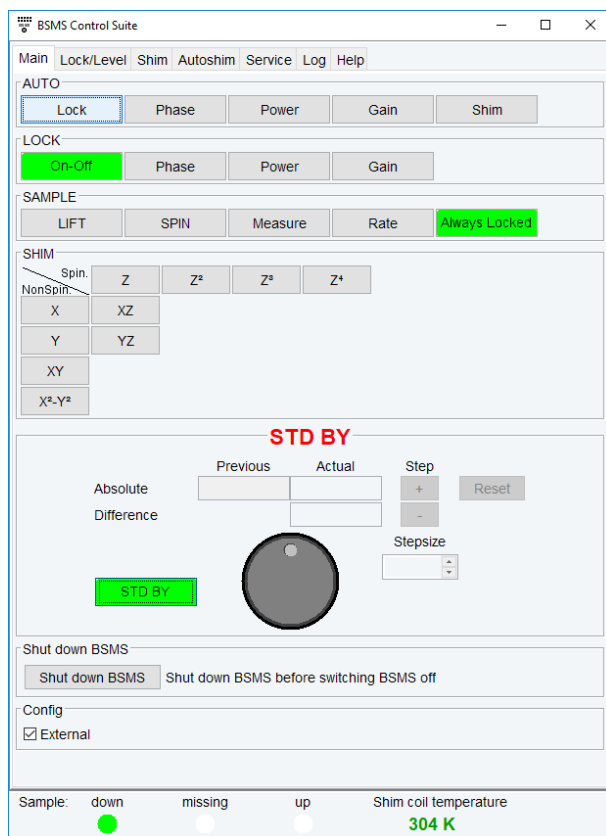 BSMS Control Suite
Main Lock/Level Shim Autoshim Service Log Help
AUTO
Lock Phase Power Gain Shim
LOCK
On-Off Phase Power Gain
SAMPLE
LIFT SPIN Measure Rate Always Locked
SHIM
Spin.
NonSpin.
Z Z² Z³ Z⁴
X XZ
Y YZ
XY
X²-Y²
STD BY
Previous Actual Step
Absolute + Reset
Difference -
Stepsize
STD BY
Shut down BSMS
Shut down BSMS Shut down BSMS before switching BSMS off
Config
External
Sample: down missing up Shim coil temperature
304 K